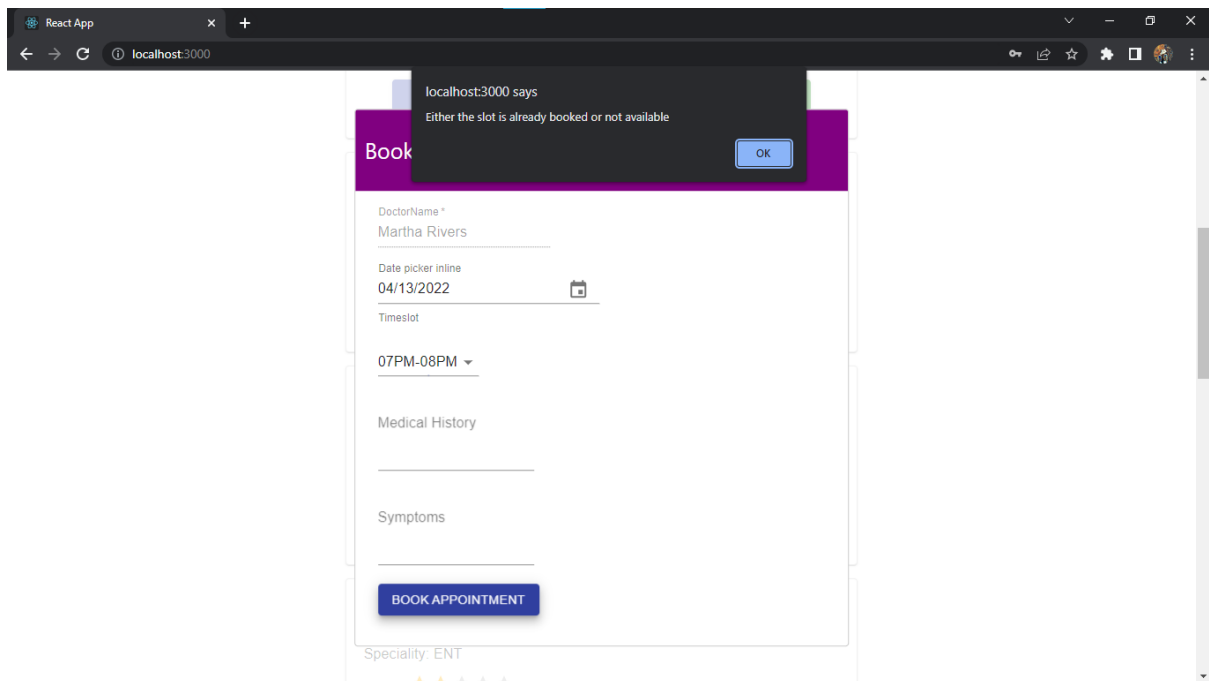 React App
localhost:3000
localhost:3000 says
Either the slot is already booked or not available
OK
Book
DoctorName *
Martha Rivers
Date picker inline
04/13/2022
Timeslot
07PM-08PM
Medical History
Symptoms
BOOK APPOINTMENT
Speciality: ENT